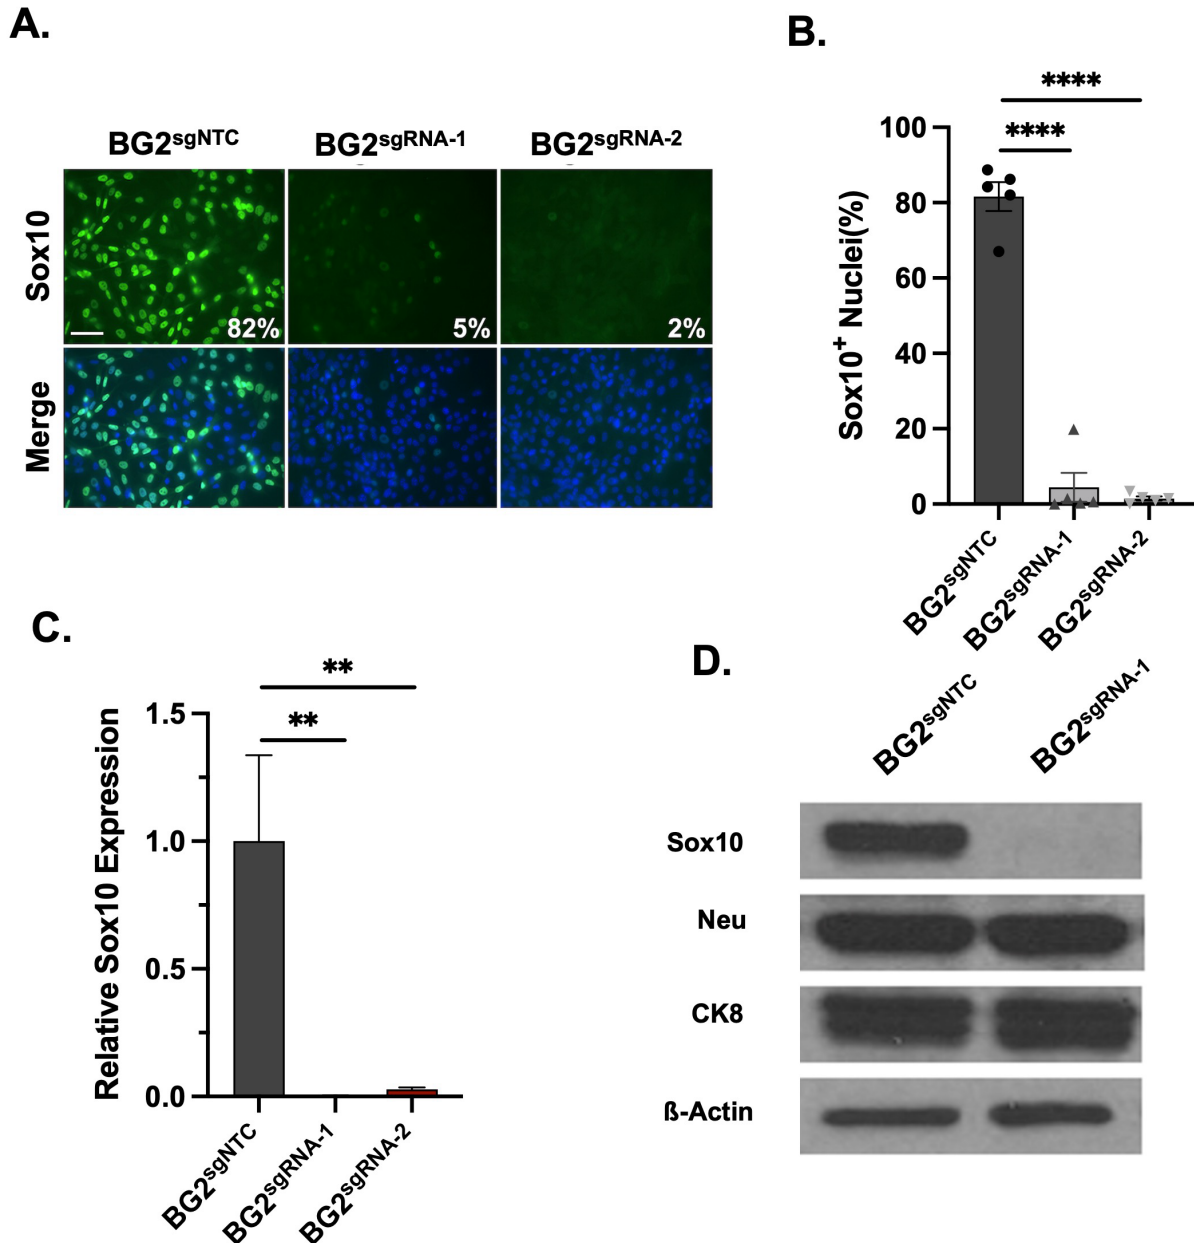 A.
BG2sgNTC
BG2sgRNA-1
BG2sgRNA-2
Sox10
82%
5%
2%
Merge
B.
****
****
Sox10+ Nuclei(%)
100
80
60
40
20
0
BG2sgNTC
BG2sgRNA-1
BG2sgRNA-2
C.
**
**
Relative Sox10 Expression
1.5
1.0
0.5
0.0
BG2sgNTC
BG2sgRNA-1
BG2sgRNA-2
D.
BG2sgNTC
BG2sgRNA-1
Sox10
Neu
CK8
ß-Actin